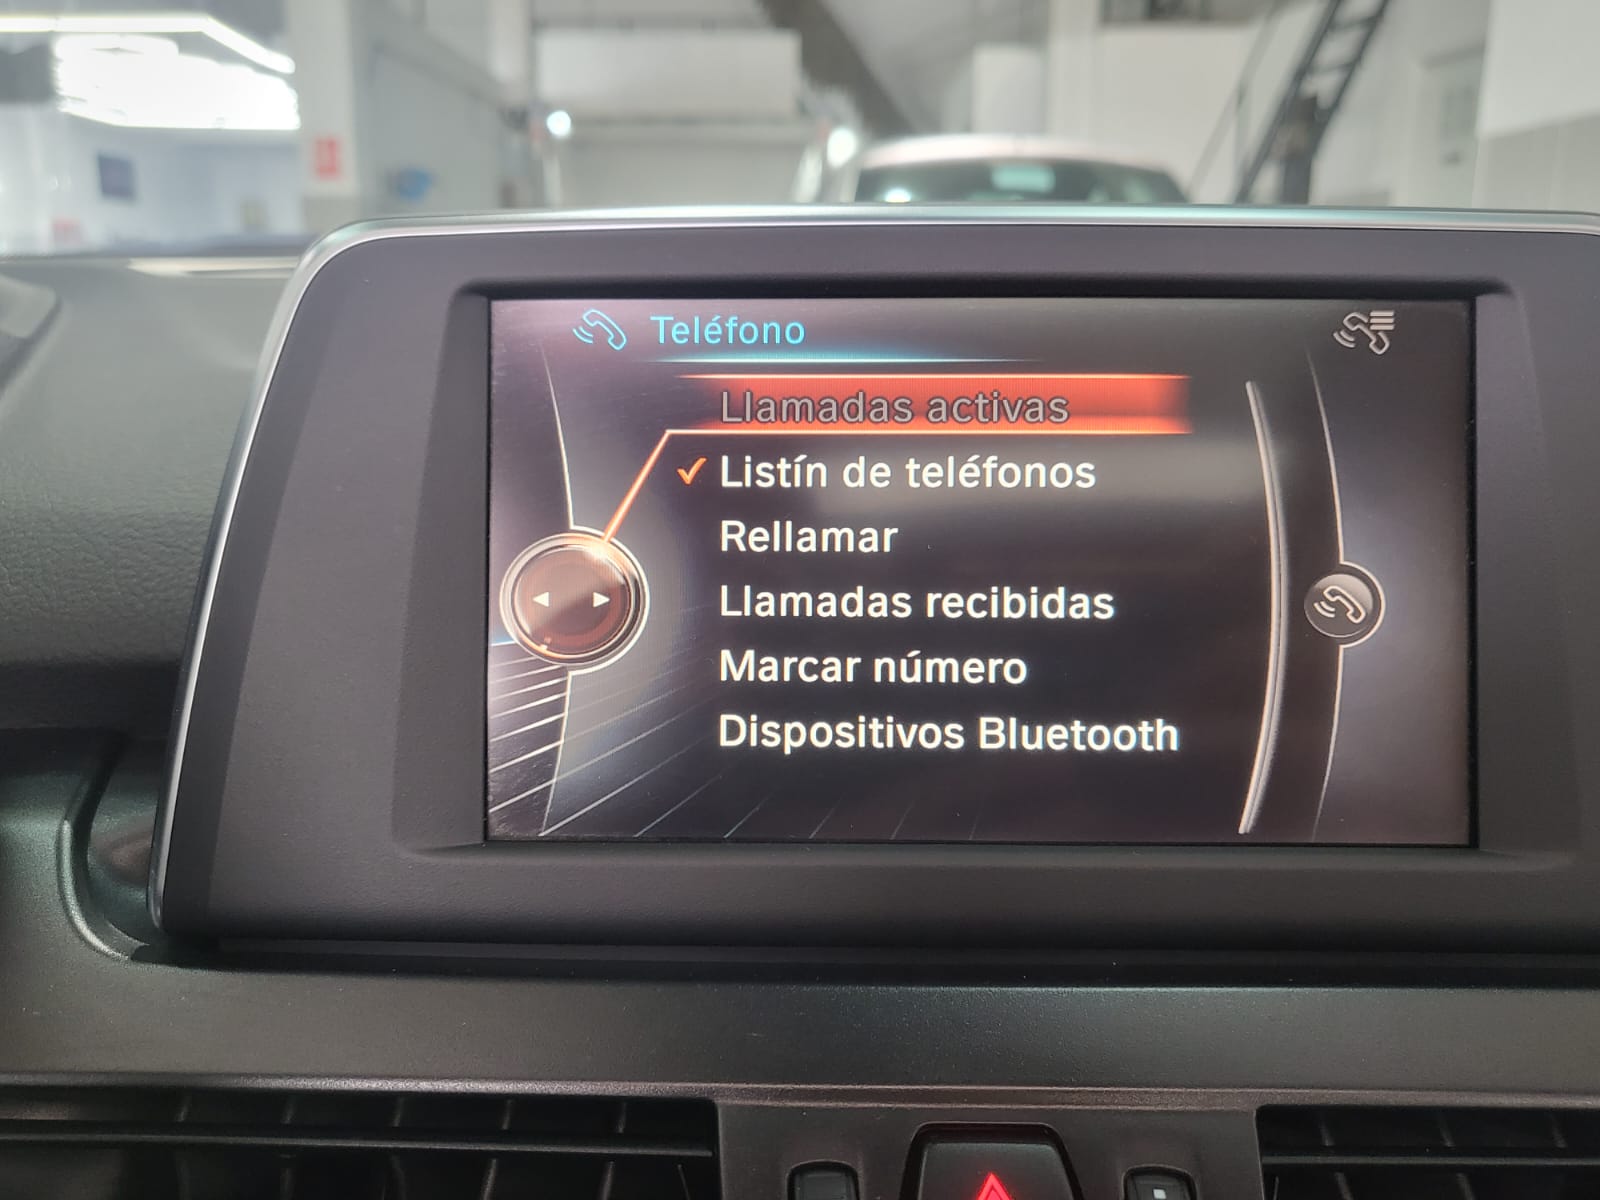 Teléfono
Llamadas activas
Listín de teléfonos
Rellamar
Llamadas recibidas
Marcar número
Dispositivos Bluetooth